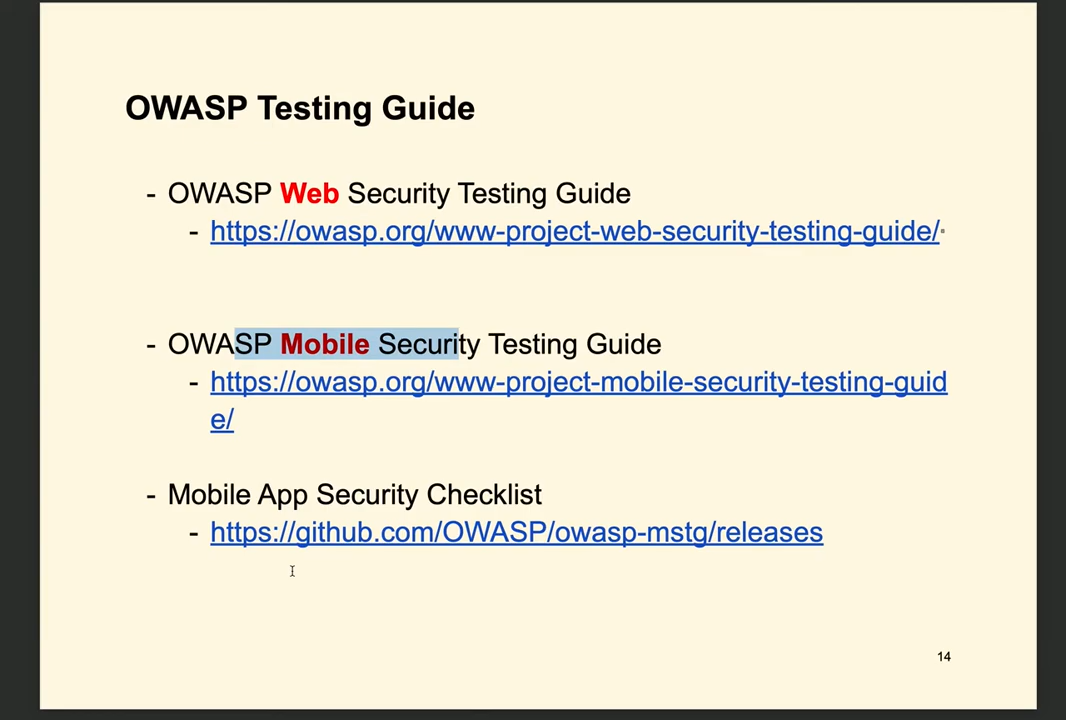 OWASP Testing Guide
- OWASP Web Security Testing Guide
- https://owasp.org/www-project-web-security-testing-guide/
- OWASP Mobile Security Testing Guide
- https://owasp.org/www-project-mobile-security-testing-guid
e/
- Mobile App Security Checklist
- https://github.com/OWASP/owasp-mstg/releases
14